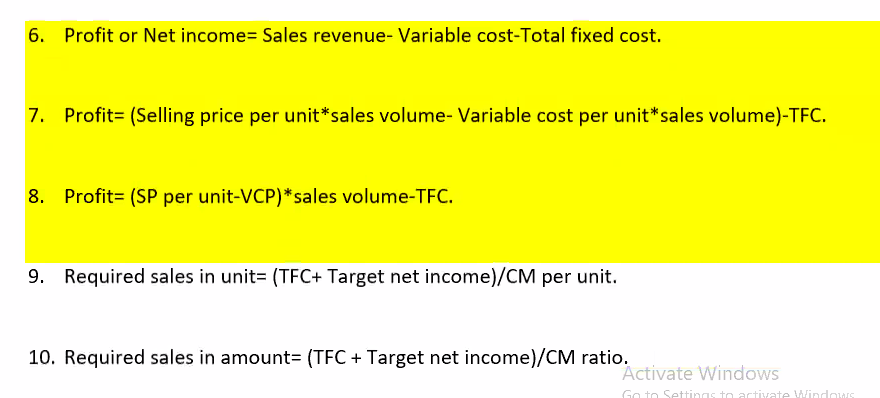 6. Profit or Net income= Sales revenue- Variable cost-Total fixed cost.
7. Profit= (Selling price per unit*sales volume- Variable cost per unit*sales volume)-TFC.
8. Profit= (SP per unit-VCP)*sales volume-TFC.
9. Required sales in unit= (TFC+ Target net income)/CM per unit.
10. Required sales in amount= (TFC + Target net income)/CM ratio.
Activate Windows
Go to Settings to activate Windows